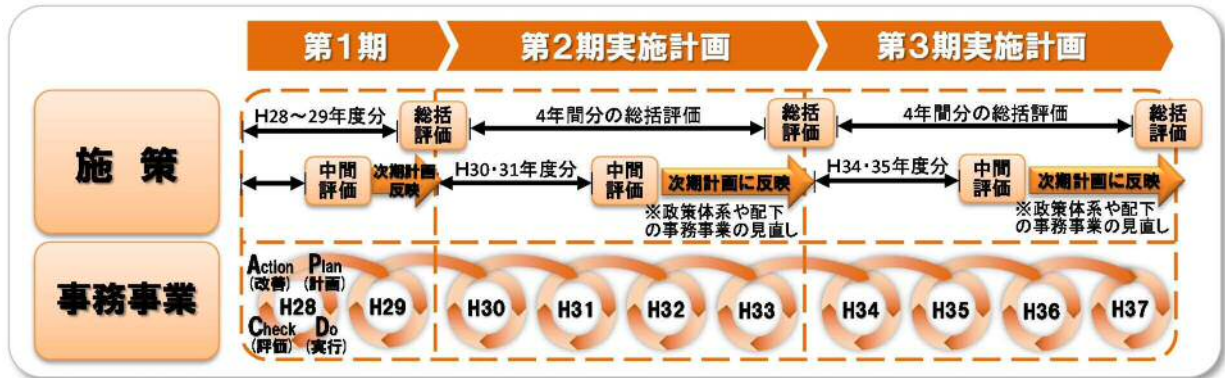 第1期
第2期実施計画
第3期実施計画
施 策
H28～29年度分
総括
評価
4年間分の総括評価
総括
評価
4年間分の総括評価
総括
評価
中間
評価
次期計画
反映
H30･31年度分
中間
評価
次期計画に反映
※政策体系や配下
の事務事業の見直し
H34･35年度分
中間
評価
次期計画に反映
※政策体系や配下
の事務事業の見直し
事務事業
Action Plan
(改善) (計画)
H28
Check Do
(評価) (実行)
H29
H30
H31
H32
H33
H34
H35
H36
H37